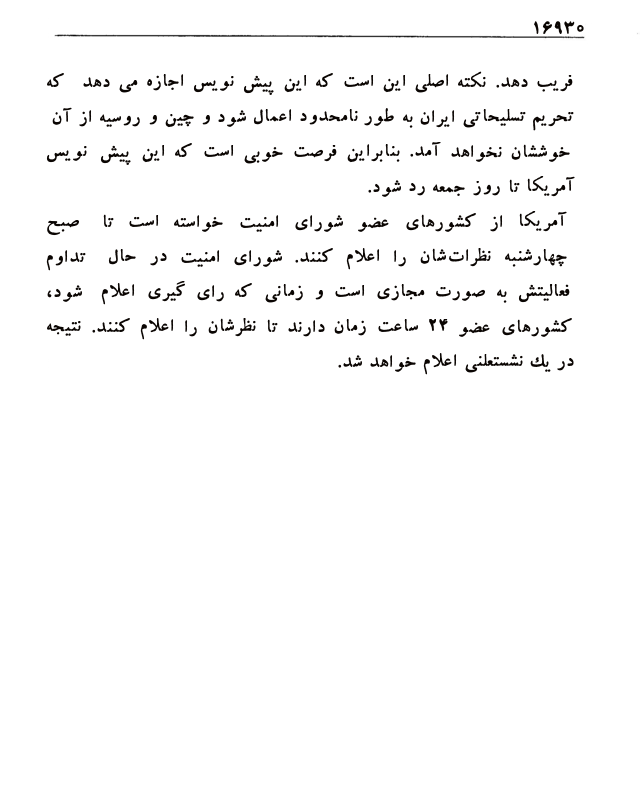 ۱۶۹۳۰
فریب دهد. نکته اصلی این است که این پیش نویس اجازه می دهد که
تحریم تسلیحاتی ایران به طور نامحدود اعمال شود و چین و روسیه از آن
خوششان نخواهد آمد. بنابراین فرصت خوبی است که این پیش نویس
آمریکا تا روز جمعه رد شود.
آمریکا از کشورهای عضو شورای امنیت خواسته است تا صبح
چهارشنبه نظرات‌شان را اعلام کنند. شورای امنیت در حال تداوم
فعالیتش به صورت مجازی است و زمانی که رای گیری اعلام شود،
کشورهای عضو ۲۴ ساعت زمان دارند تا نظرشان را اعلام کنند. نتیجه
در یك نشستعلنی اعلام خواهد شد.